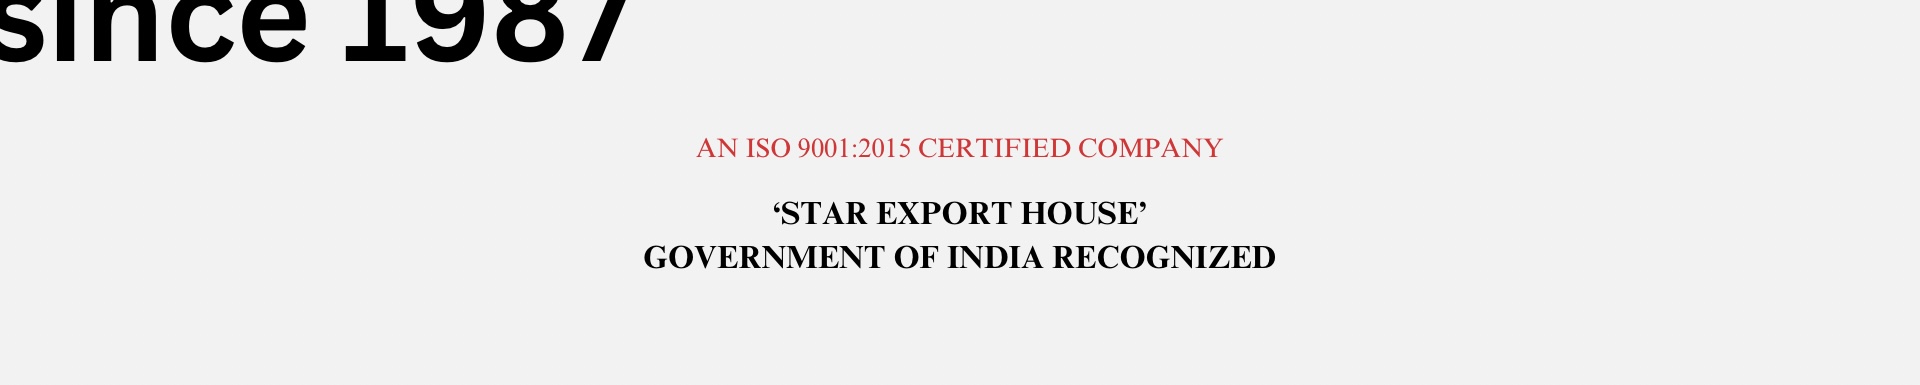 since 1987
AN ISO 9001:2015 CERTIFIED COMPANY
‘STAR EXPORT HOUSE’
GOVERNMENT OF INDIA RECOGNIZED